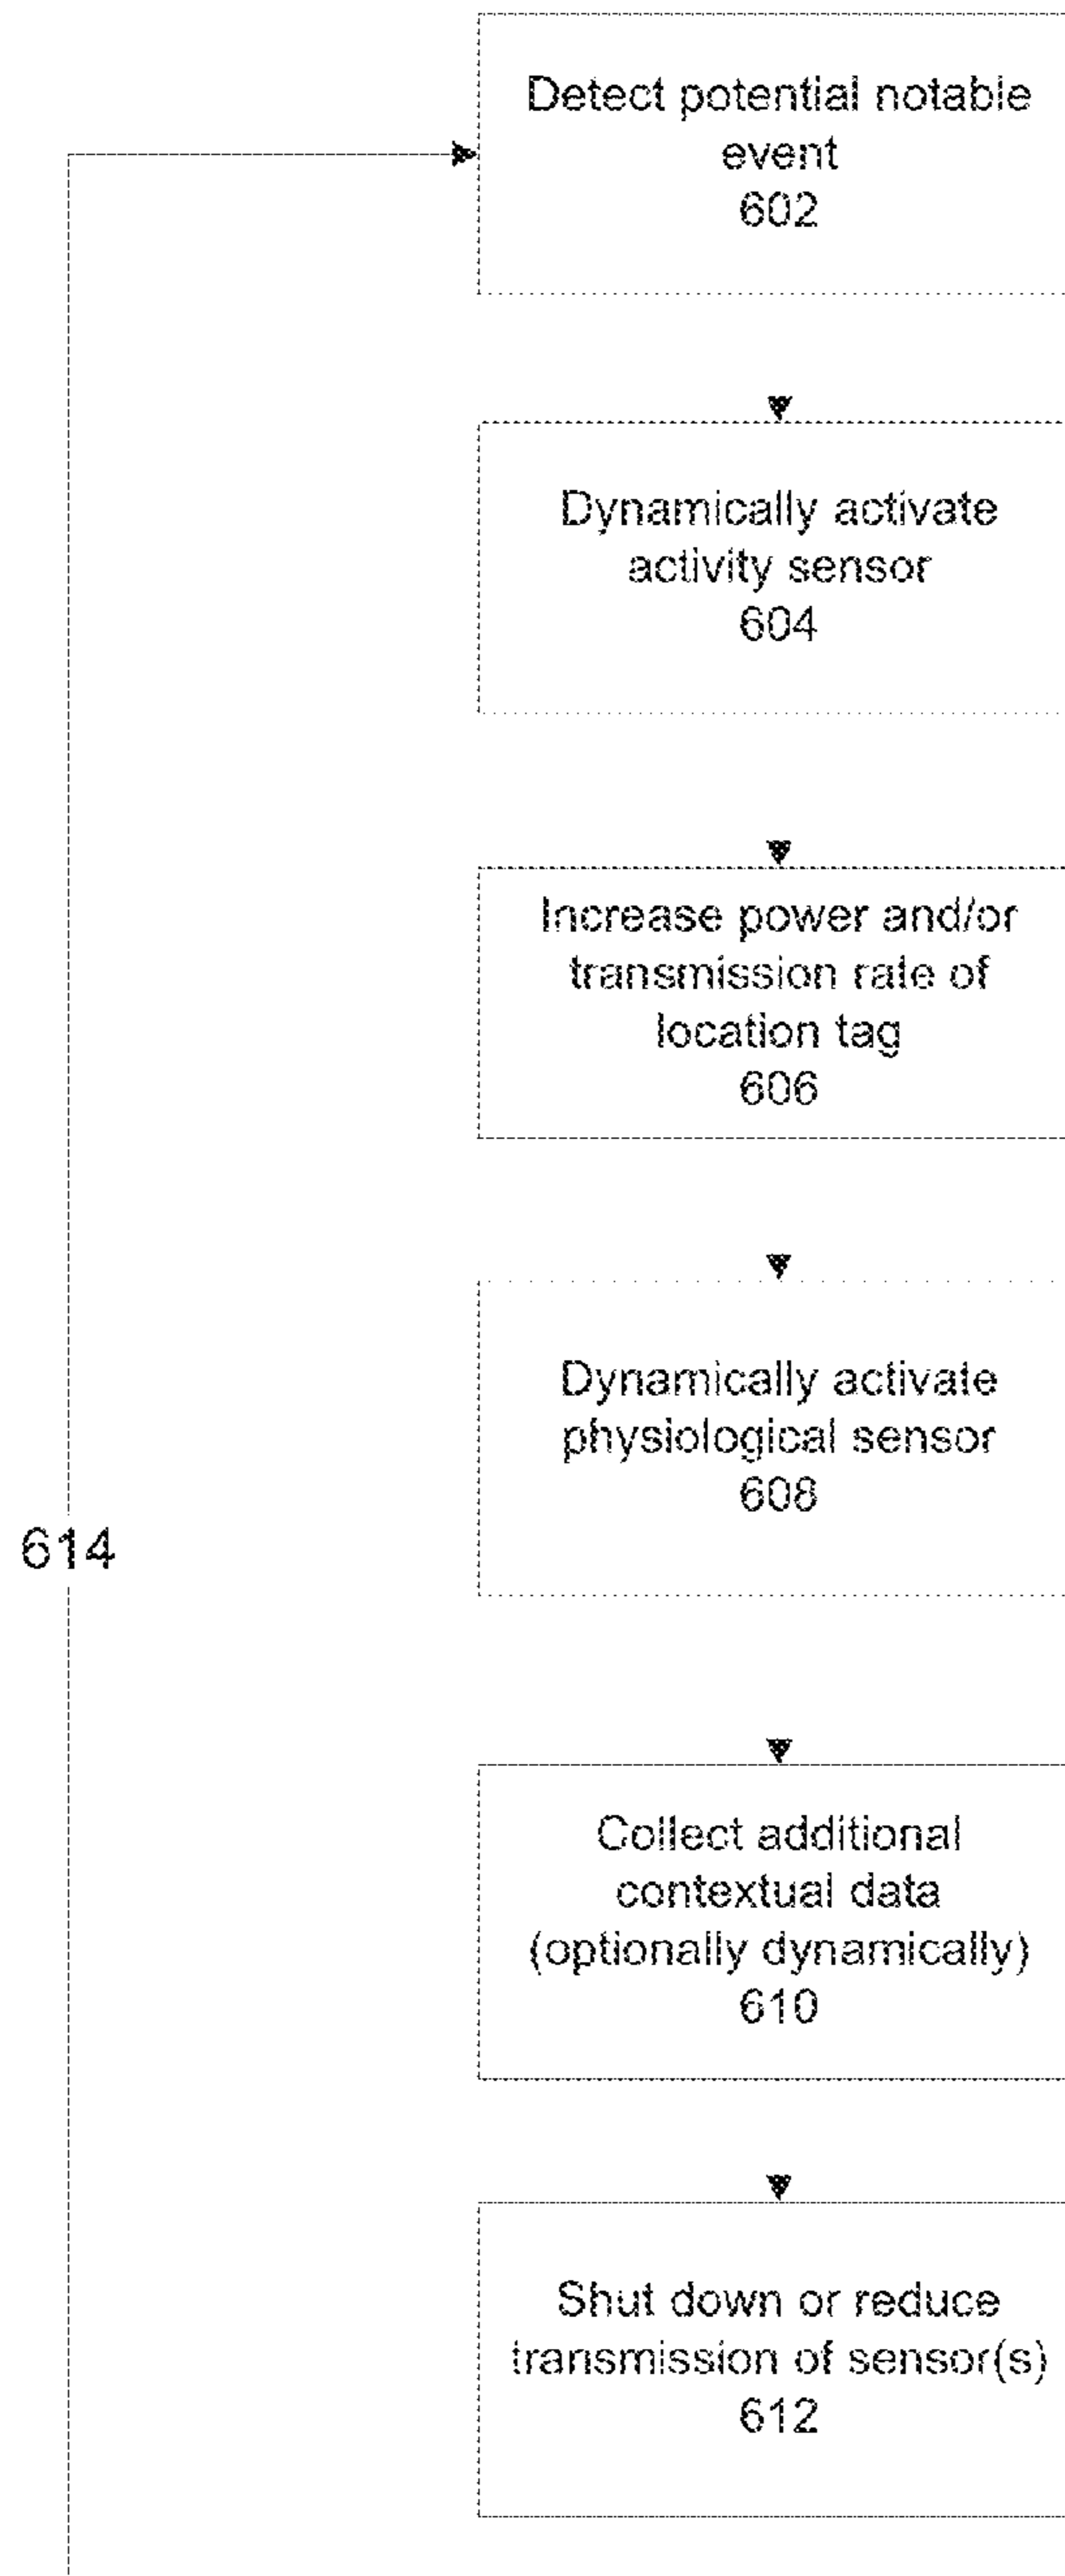 Detect potential notable
event
602
Dynamically activate
activity sensor
604
Increase power and/or
transmission rate of
location tag
606
Dynamically activate
physiological sensor
608
614
Collect additional
contextual data
(optionally dynamically)
610
Shut down or reduce
transmission of sensor(s)
612